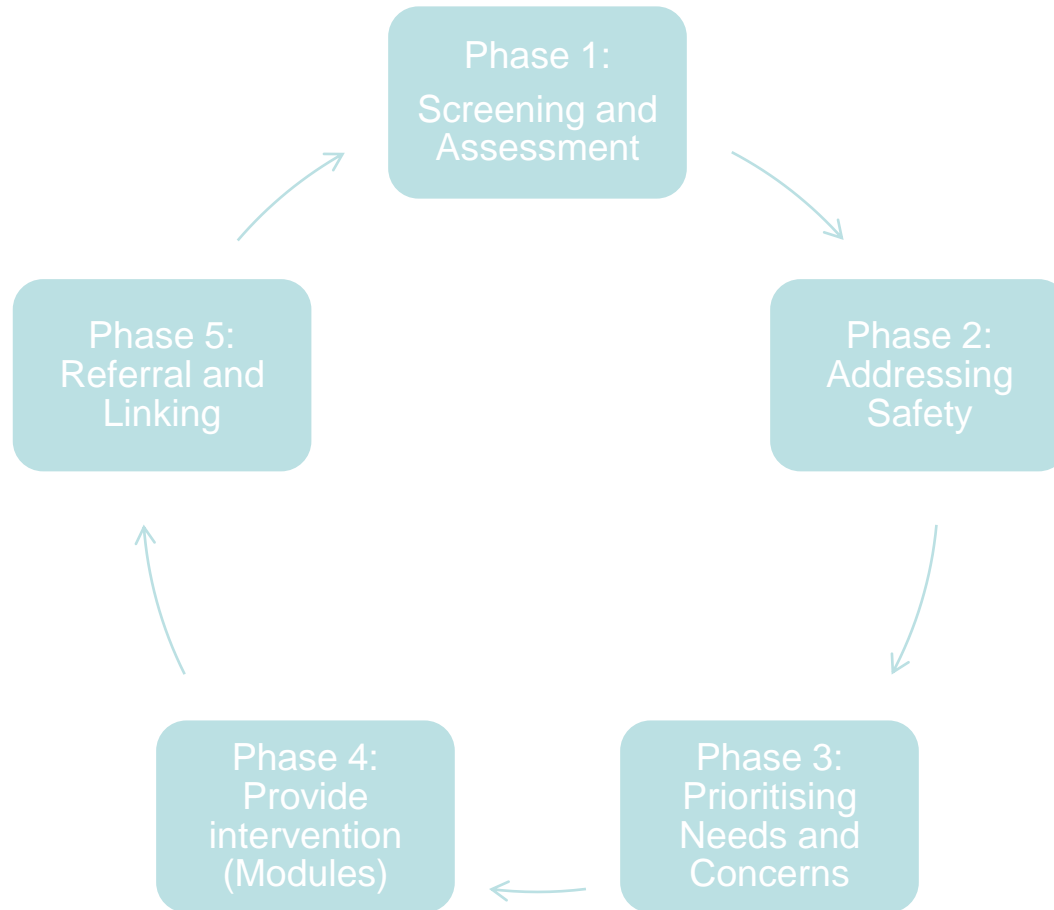 Phase 1:
Screening and
Assessment
Phase 2:
Addressing
Safety
Phase 3:
Prioritising
Needs and
Concerns
Phase 4:
Provide
intervention
(Modules)
Phase 5:
Referral and
Linking